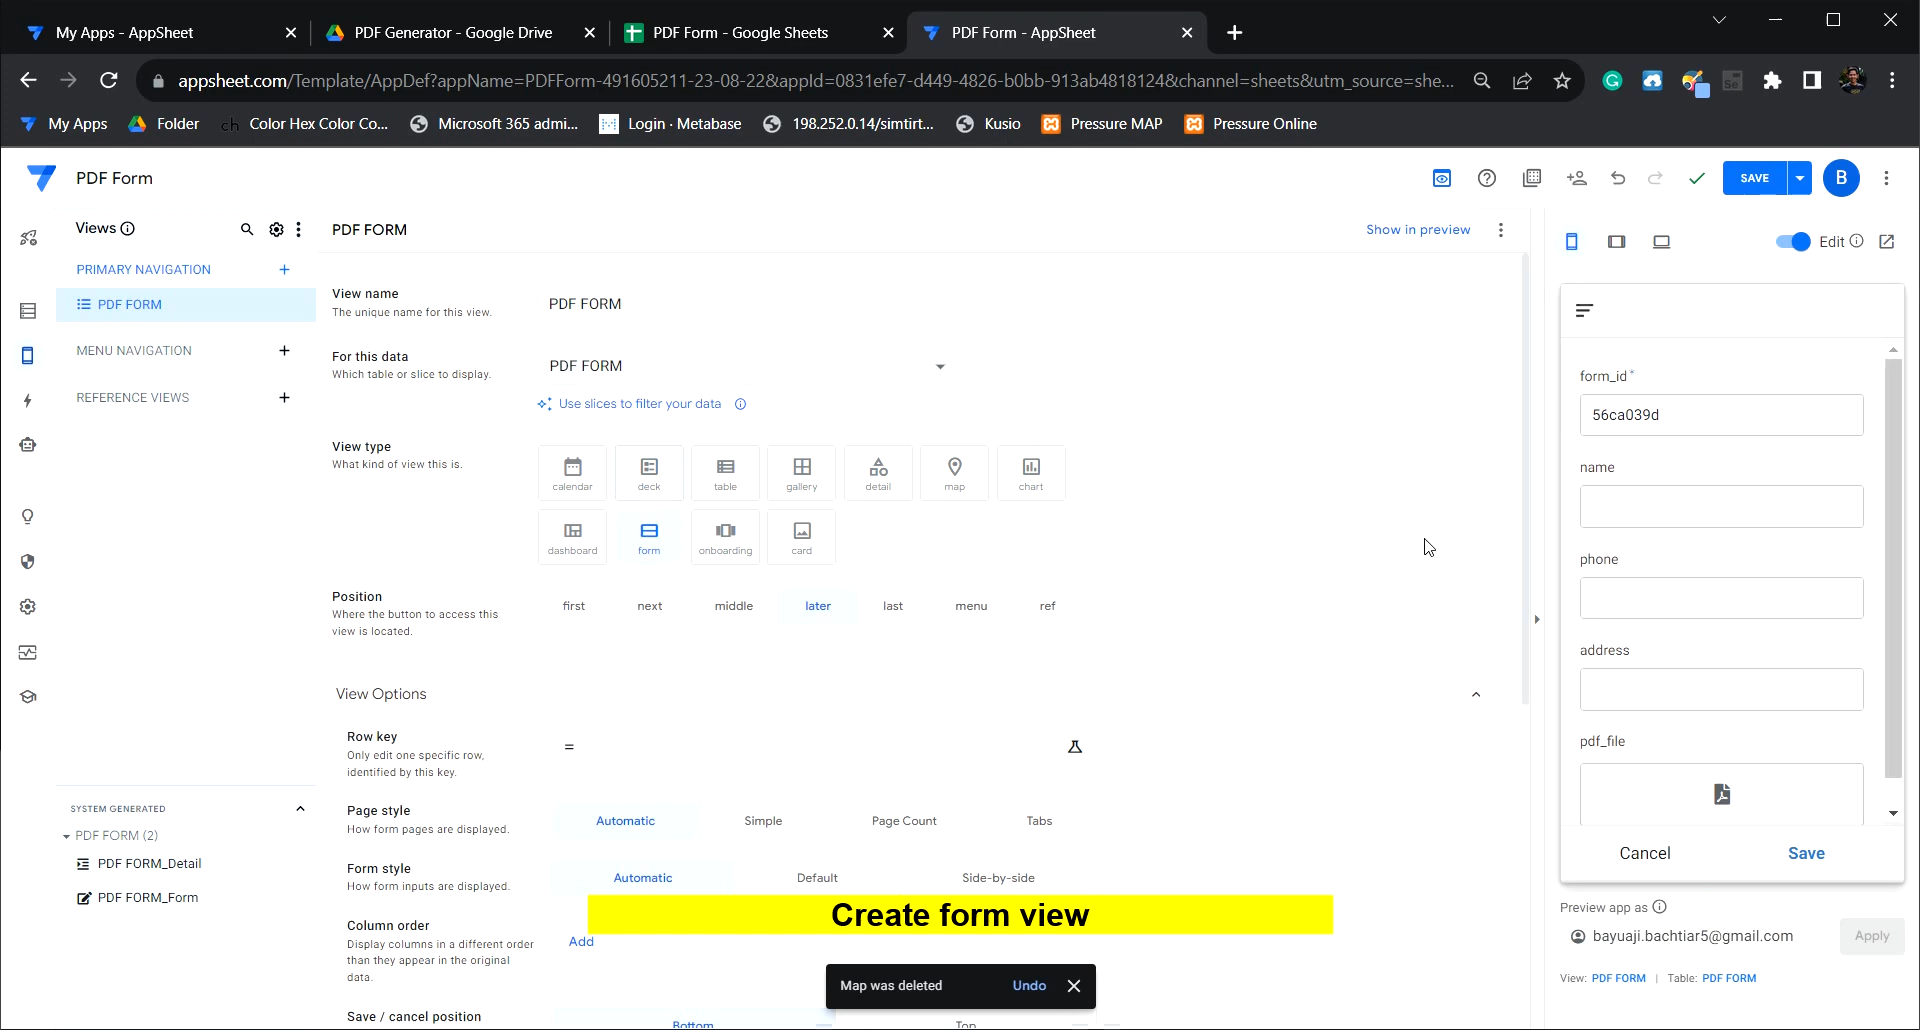 My Apps - AppSheet
PDF Generator - Google Drive
PDF Form - Google Sheets
PDF Form - AppSheet
appsheet.com/Template/AppDef?appName=PDFForm-491605211-23-08-22&appId=0831efe7-d449-4826-b0bb-913ab4818124&channel=sheets&utm_source=she...
My Apps
Folder
ch Color Hex Color Co...
Microsoft 365 admi...
Login · Metabase
198.252.0.14/simtirt...
Kusio
Pressure MAP
Pressure Online
PDF Form
SAVE
B
Views
PDF FORM
Show in preview
Edit
PRIMARY NAVIGATION
PDF FORM
MENU NAVIGATION
REFERENCE VIEWS
View name
The unique name for this view.
PDF FORM
For this data
Which table or slice to display.
PDF FORM
Use slices to filter your data
View type
What kind of view this is.
calendar
deck
table
gallery
detail
map
chart
dashboard
form
onboarding
card
Position
Where the button to access this
view is located.
first
next
middle
later
last
menu
ref
View Options
Row key
Only edit one specific row,
identified by this key.
=
Page style
How form pages are displayed.
Automatic
Simple
Page Count
Tabs
Form style
How form inputs are displayed.
Automatic
Default
Side-by-side
Column order
Display columns in a different order
than they appear in the original
data.
Add
Create form view
Map was deleted
Undo
Save / cancel position
Bottom
Top
SYSTEM GENERATED
PDF FORM (2)
PDF FORM_Detail
PDF FORM_Form
form_id*
56ca039d
name
phone
address
pdf_file
Cancel
Save
Preview app as
bayuaji.bachtiar5@gmail.com
Apply
View: PDF FORM | Table: PDF FORM